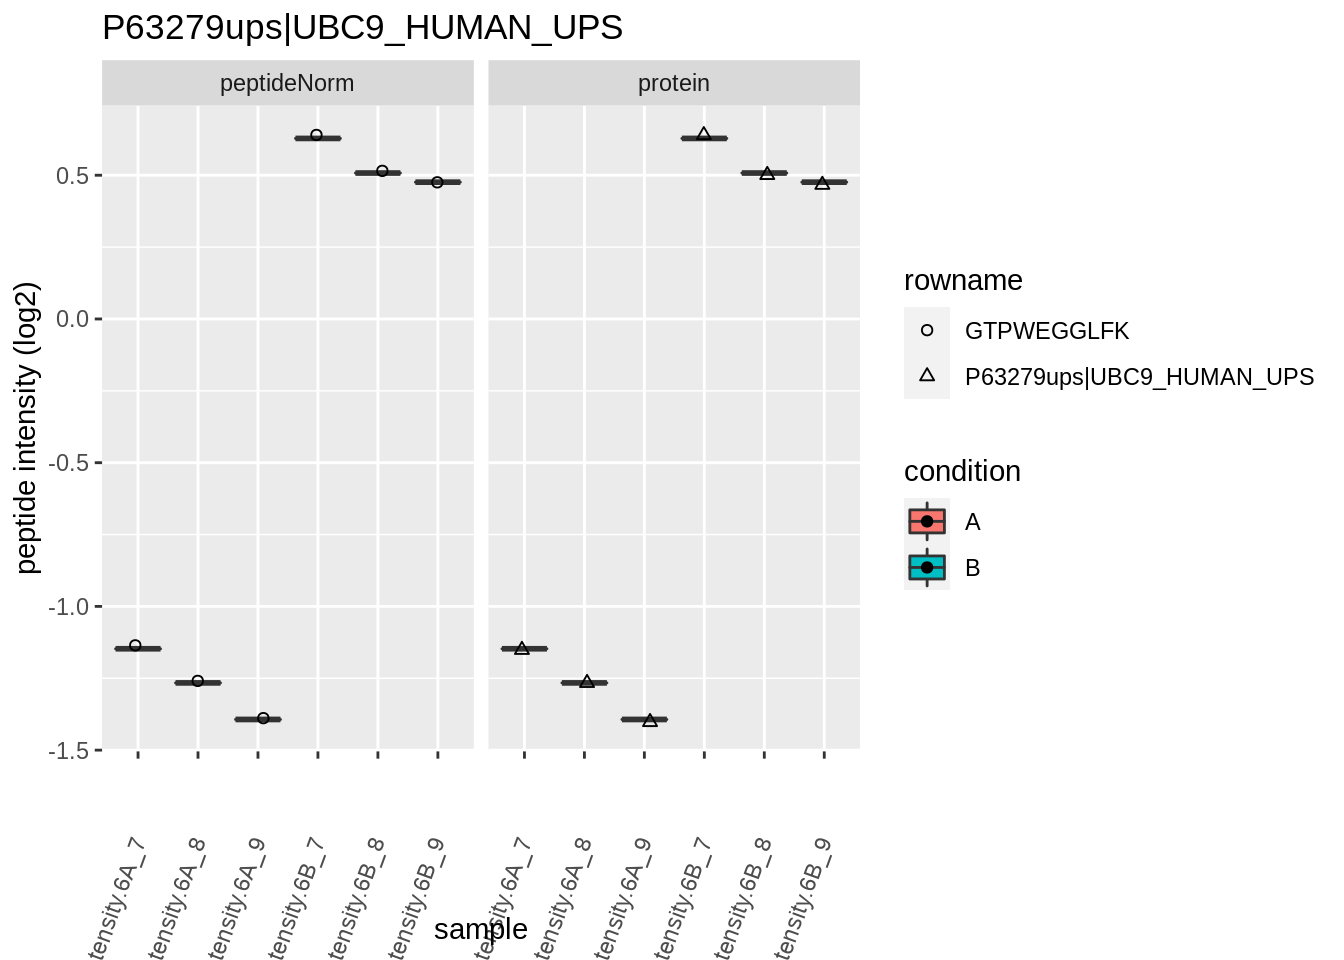 P63279ups|UBC9_HUMAN_UPS
peptideNorm
protein
peptide intensity (log2)
0.5
0.0
-0.5
-1.0
-1.5
tensity.6A_7
tensity.6A_8
tensity.6A_9
tensity.6B_7
tensity.6B_8
tensity.6B_9
tensity.6A_7
tensity.6A_8
tensity.6A_9
tensity.6B_7
tensity.6B_8
tensity.6B_9
sample
rowname
GTPWEGGLFK
P63279ups|UBC9_HUMAN_UPS
condition
A
B